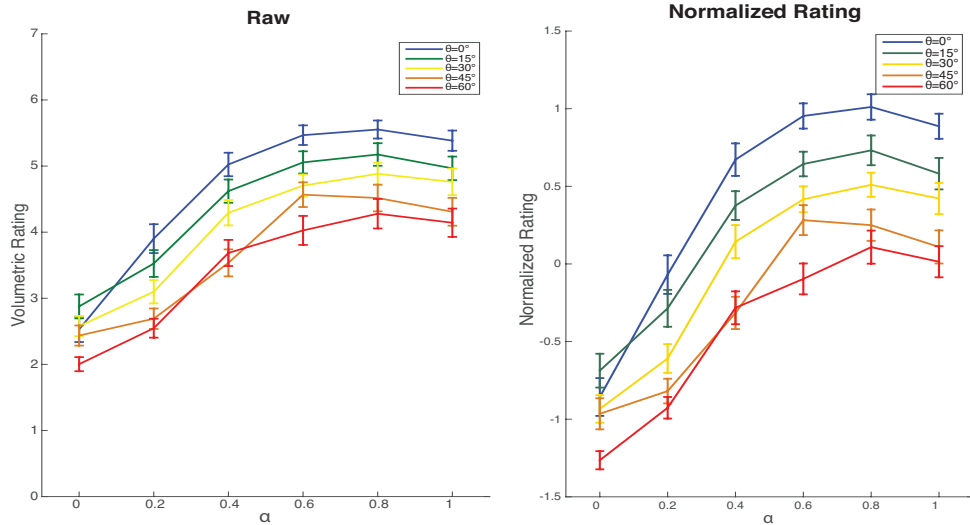 Raw
7
6
5
4
3
2
1
0
Volumetric Rating
0
0.2
0.4
0.6
0.8
1
α
θ=0°
θ=15°
θ=30°
θ=45°
θ=60°
Normalized Rating
1.5
1
0.5
0
-0.5
-1
-1.5
Normalized Rating
0
0.2
0.4
0.6
0.8
1
α
θ=0°
θ=15°
θ=30°
θ=45°
θ=60°